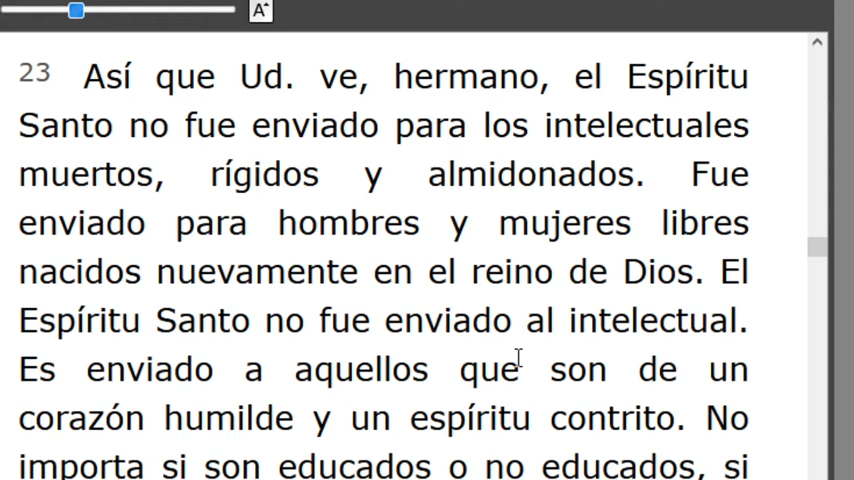 A
23 Así que Ud. ve, hermano, el Espíritu
Santo no fue enviado para los intelectuales
muertos, rígidos y almidonados. Fue
enviado para hombres y mujeres libres
nacidos nuevamente en el reino de Dios. El
Espíritu Santo no fue enviado al intelectual.
Es enviado a aquellos que son de un
corazón humilde y un espíritu contrito. No
importa si son educados o no educados, si